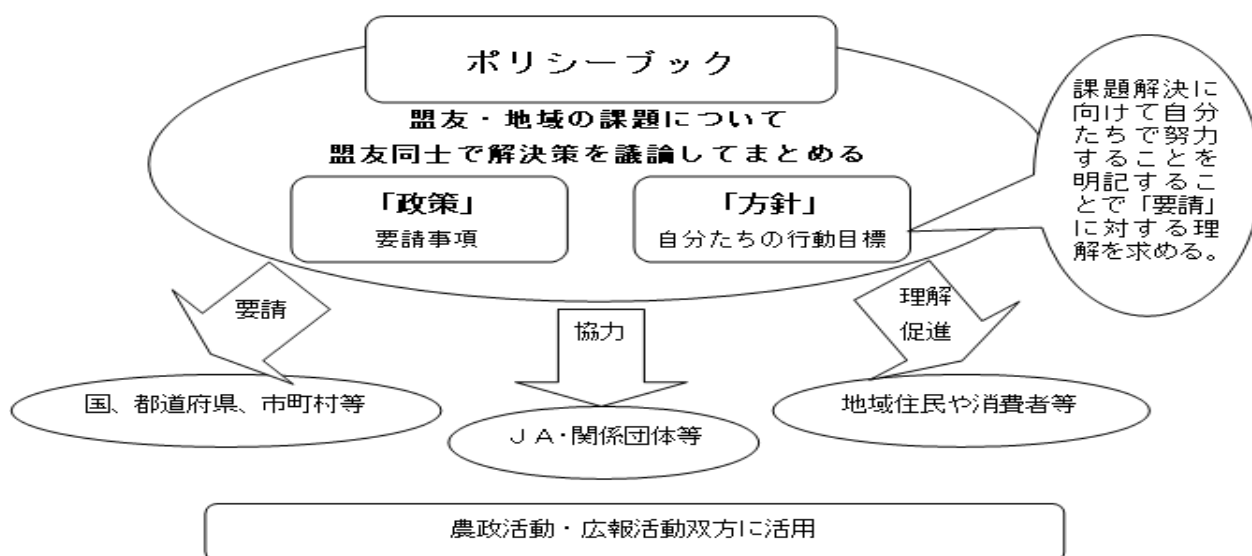 ポリシーブック
盟友・地域の課題について
盟友同士で解決策を議論してまとめる
「政策」
要請事項
「方針」
自分たちの行動目標
課題解決に
向けて自分
たちで努力
することを
明記するこ
とで「要請」
に対する理
解を求める。
要請
協力
理解
促進
国、都道府県、市町村等
ＪＡ・関係団体等
地域住民や消費者等
農政活動・広報活動双方に活用